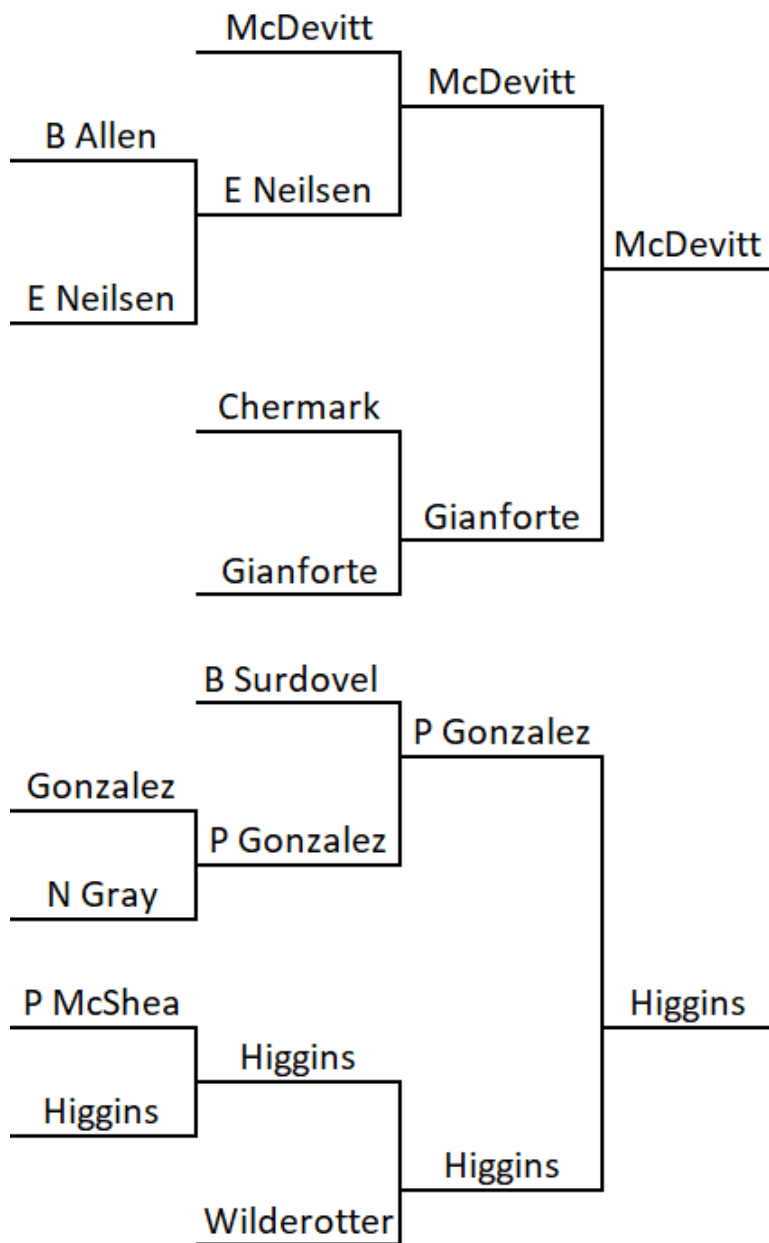 McDevitt
McDevitt
B Allen
E Neilsen
McDevitt
E Neilsen
Chermark
Gianforte
Gianforte
B Surdovel
P Gonzalez
Gonzalez
P Gonzalez
N Gray
P McShea
Higgins
Higgins
Higgins
Higgins
Wilderotter